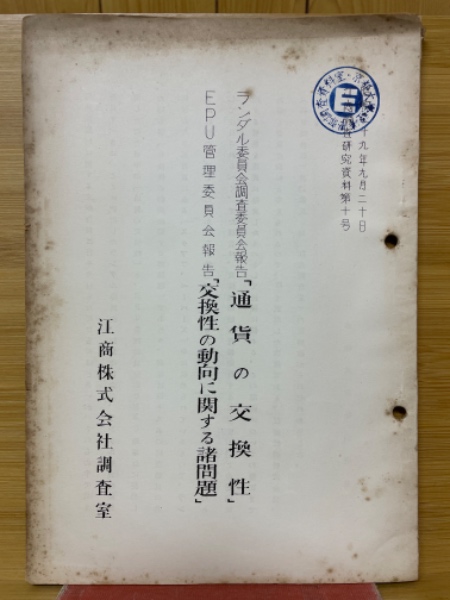 十九年九月二十日
研究資料第十号
ランダル委員会調査委員会報告「通貨の交換性」
EPU管理委員会報告「交換性の動向に関する諸問題」
江商株式会社調査室